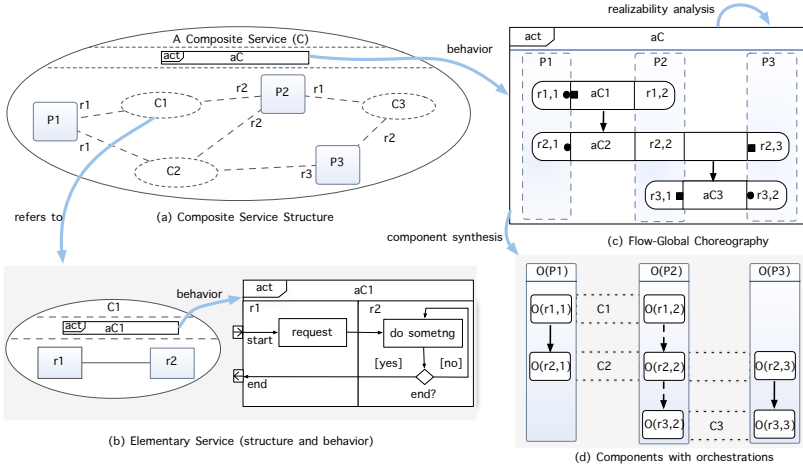 A Composite Service (C)
act
aC
P1
r1
r1
C1
r2
P2
r1
C3
r2
r2
C2
r3
P3
(a) Composite Service Structure
behavior
refers to
realizability analysis
act
aC
P1
P2
P3
r1,1
aC1
r1,2
r2,1
aC2
r2,2
r2,3
r3,1
aC3
r3,2
component synthesis
(c) Flow-Global Choreography
C1
act
aC1
r1
r2
behavior
act
aC1
r1
r2
start
request
do sometng
[yes]
[no]
end
end?
(b) Elementary Service (structure and behavior)
O(P1)
O(P2)
O(P3)
O(r1,1)
C1
O(r1,2)
O(r2,1)
C2
O(r2,2)
O(r2,3)
O(r3,2)
C3
O(r3,3)
(d) Components with orchestrations